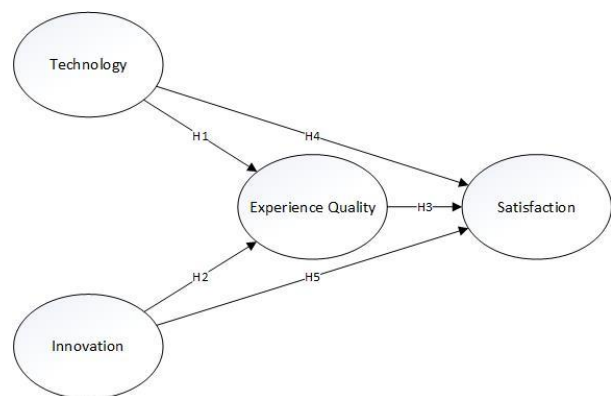 Technology
H1
H4
Experience Quality
H3
Satisfaction
H2
H5
Innovation